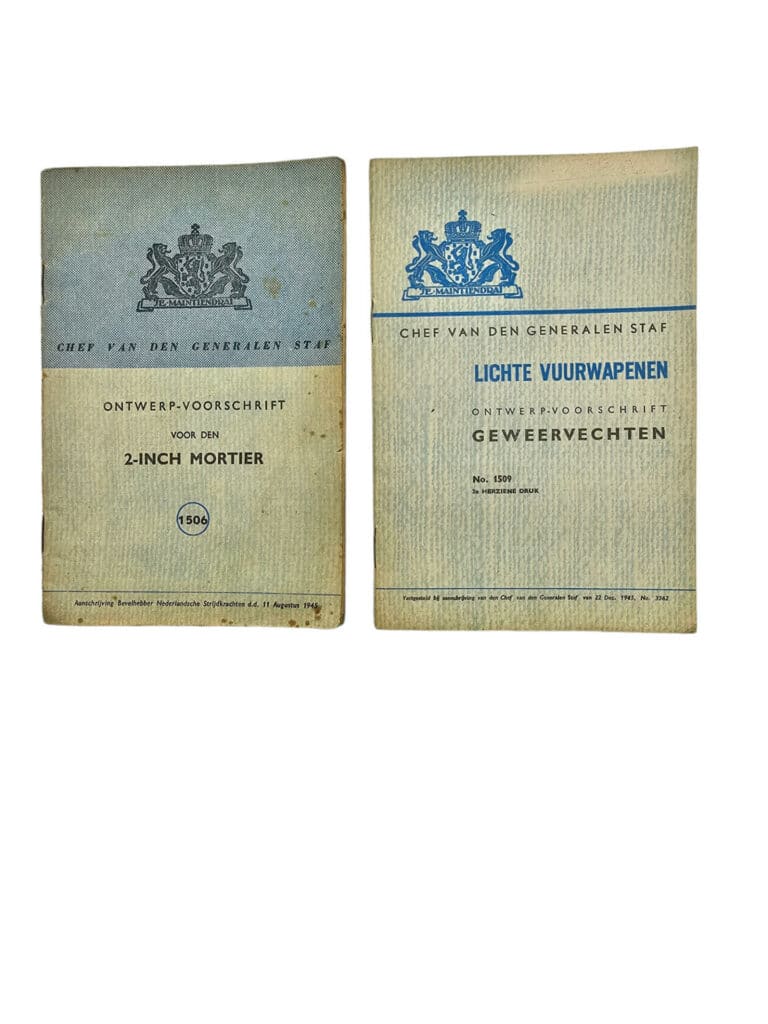 JE·MAINTIENDRAI
CHEF VAN DEN GENERALEN STAF
ONTWERP-VOORSCHRIFT
VOOR DEN
2-INCH MORTIER
1506
Aanschrijving Bevelhebber Nederlandsche Strijdkrachten d.d. 11 Augustus 1945
JE·MAINTIENDRAI
CHEF VAN DEN GENERALEN STAF
LICHTE VUURWAPENEN
ONTWERP-VOORSCHRIFT
GEWEERVECHTEN
No. 1509
2e HERZIENE DRUK
Vastgesteld bij aanschrijving van den Chef van den Generalen Staf van 22 Dec. 1945, No. 3362